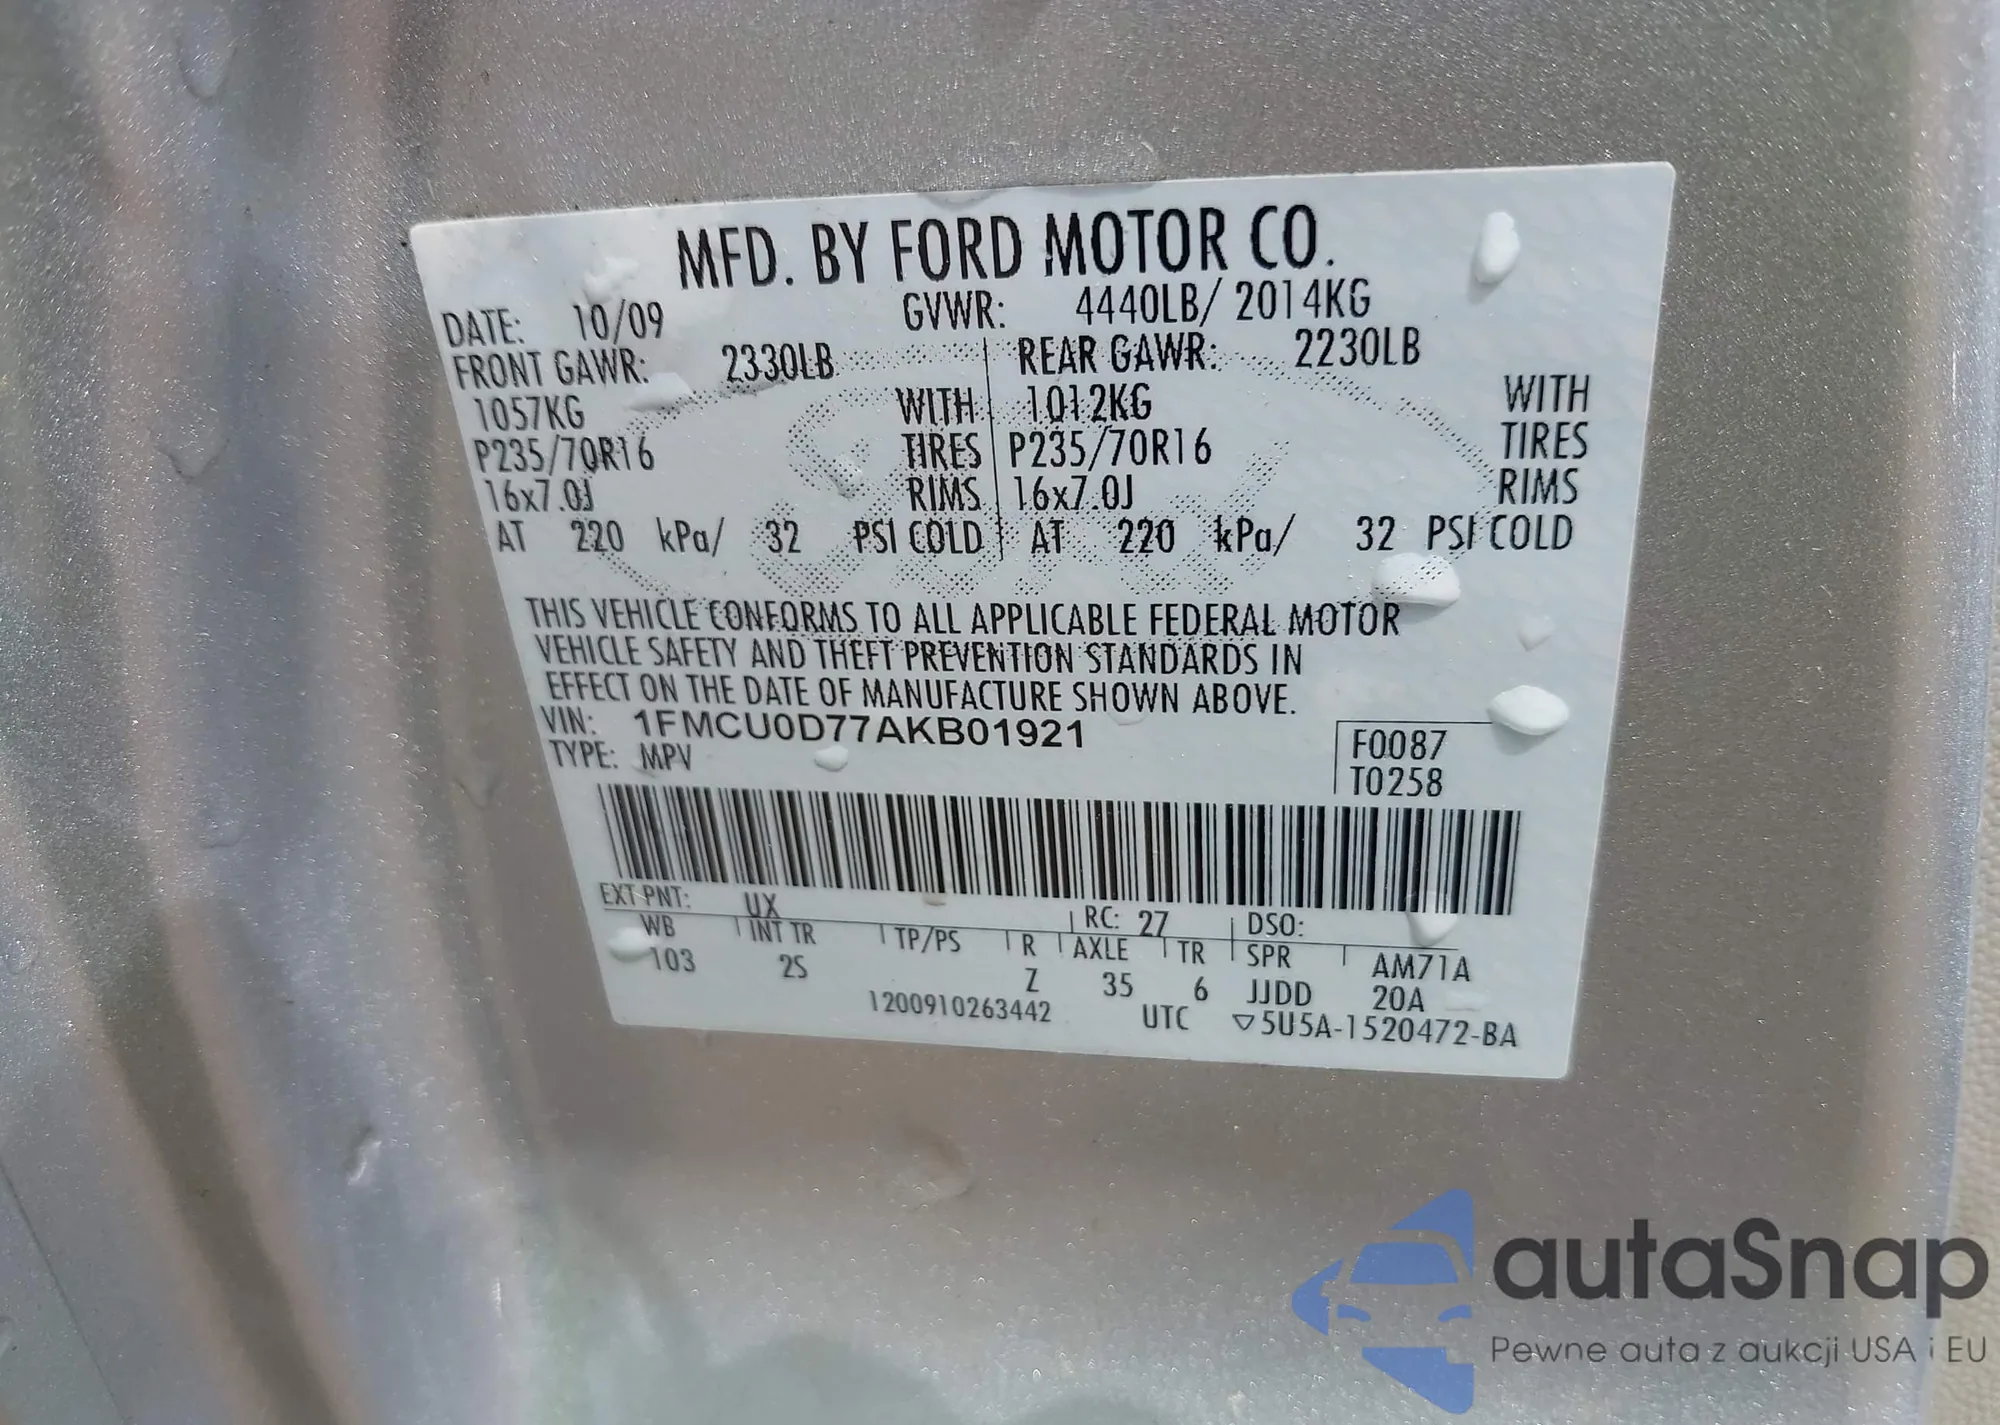 MFD. BY FORD MOTOR CO.
DATE: 10/09 GVWR: 4440LB/ 2014KG
FRONT GAWR: 2330LB REAR GAWR: 2230LB
1057KG WITH 1012KG WITH
P235/70R16 TIRES P235/70R16 TIRES
16x7.0J RIMS 16x7.0J RIMS
AT 220 kPa/ 32 PSI COLD AT 220 kPa/ 32 PSI COLD
THIS VEHICLE CONFORMS TO ALL APPLICABLE FEDERAL MOTOR
VEHICLE SAFETY AND THEFT PREVENTION STANDARDS IN
EFFECT ON THE DATE OF MANUFACTURE SHOWN ABOVE.
VIN: 1FMCU0D77AKB01921
TYPE: MPV
F0087
T0258
EXT PNT: UX RC: 27 DSO:
WB INT TR TP/PS R AXLE TR SPR AM71A
103 2S Z 35 6 JJDD 20A
1200910263442 UTC ▽5U5A-1520472-BA
autaSnap
Pewne auta z aukcji USA i EU